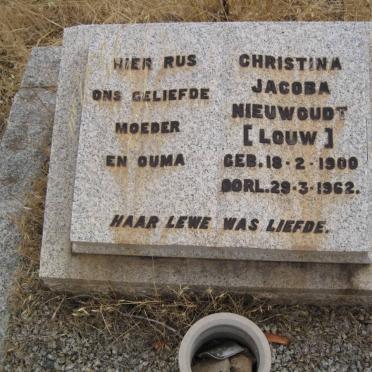 HIER RUS
ONS GELIEFDE
MOEDER
EN OUMA
CHRISTINA
JACOBA
NIEUWOUDT
[LOUW]
GEB. 18-2-1900
OORL. 29-3-1962.
HAAR LEWE WAS LIEFDE.